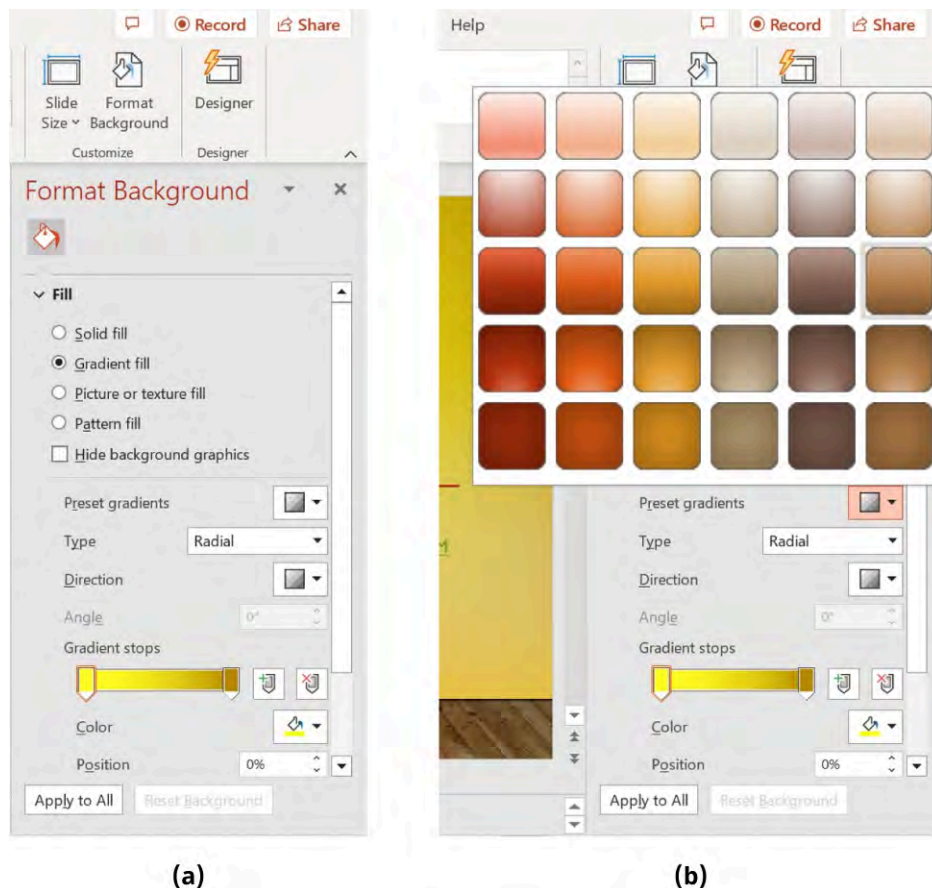 Record Share
Slide Size Format Background Designer
Customize Designer
Format Background
Fill
Solid fill
Gradient fill
Picture or texture fill
Pattern fill
Hide background graphics
Preset gradients
Type Radial
Direction
Angle 0°
Gradient stops
Color
Position 0%
Apply to All Reset Background
(a)
Help Record Share
M
Preset gradients
Type Radial
Direction
Angle 0°
Gradient stops
Color
Position 0%
Apply to All Reset Background
(b)